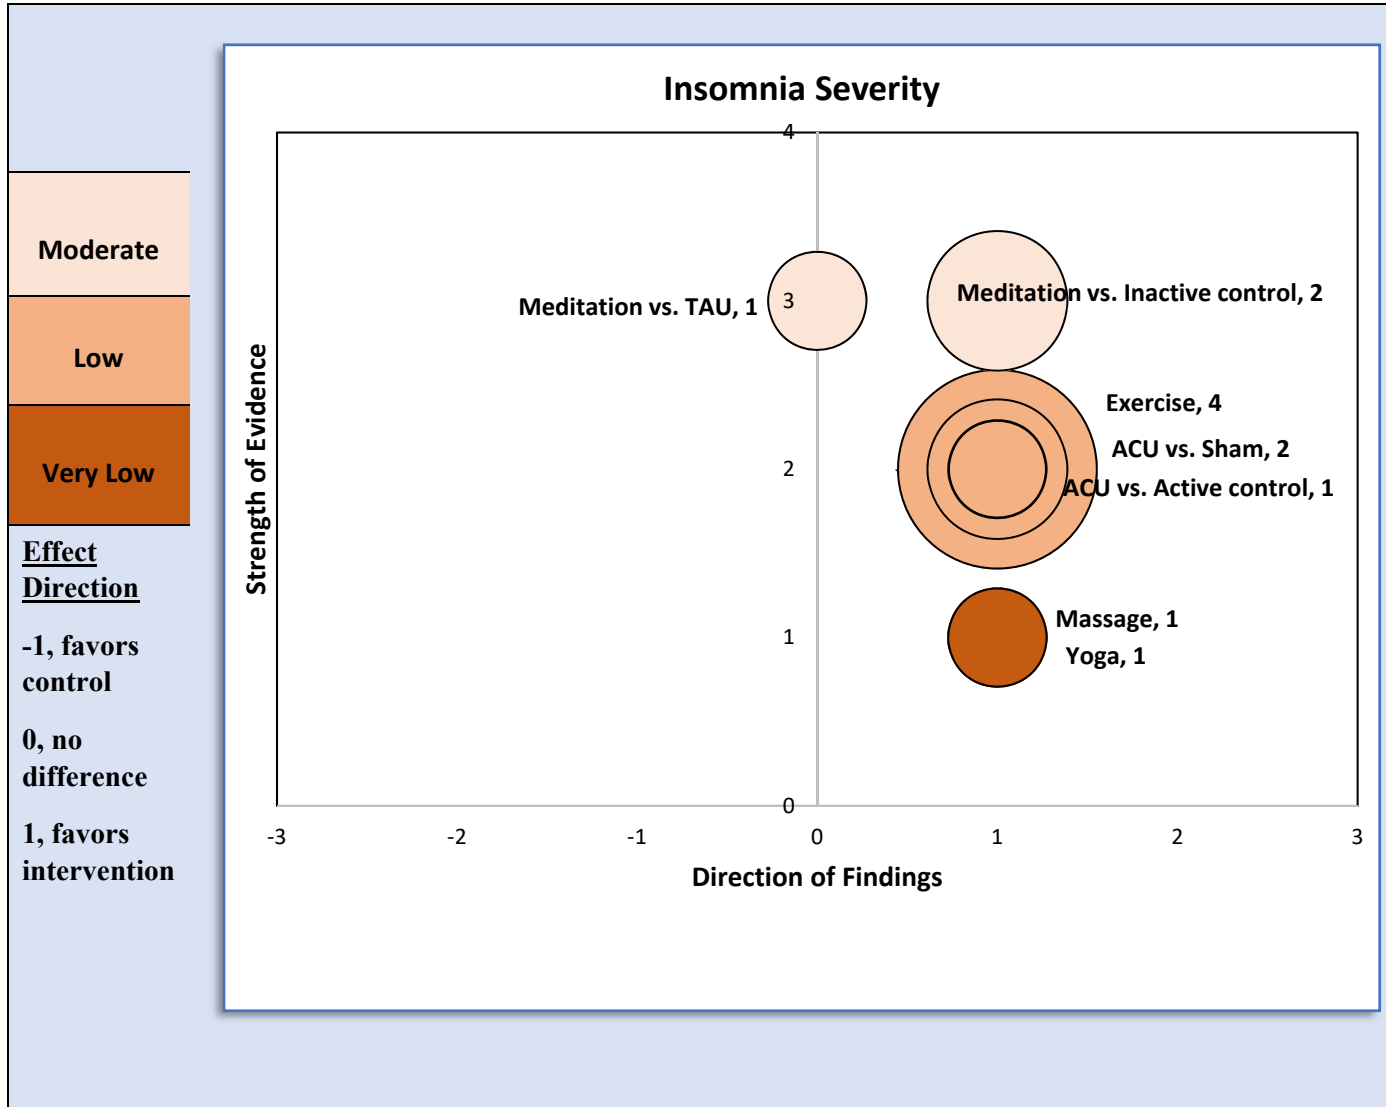 Insomnia Severity
Moderate
Low
Very Low
Effect
Direction
-1, favors
control
0, no
difference
1, favors
intervention
Strength of Evidence
4
3
2
1
0
Meditation vs. TAU, 1
Meditation vs. Inactive control, 2
Exercise, 4
ACU vs. Sham, 2
ACU vs. Active control, 1
Massage, 1
Yoga, 1
-3 -2 -1 0 1 2 3
Direction of Findings